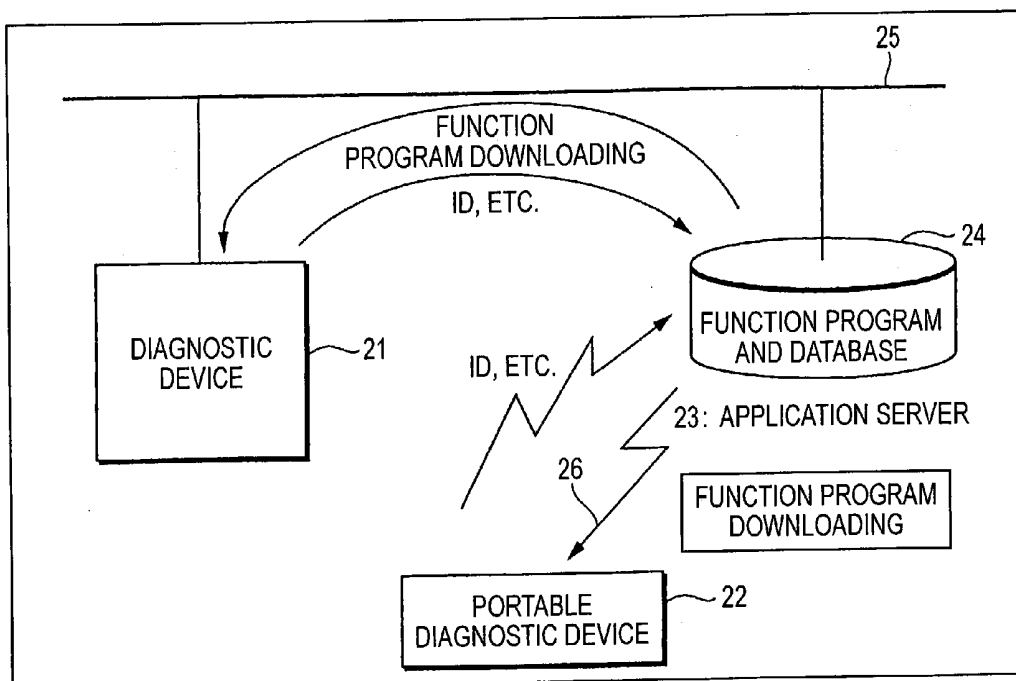 25
FUNCTION
PROGRAM DOWNLOADING
ID, ETC.
24
DIAGNOSTIC
DEVICE
21
FUNCTION PROGRAM
AND DATABASE
ID, ETC.
23: APPLICATION SERVER
26
FUNCTION PROGRAM
DOWNLOADING
PORTABLE
DIAGNOSTIC DEVICE
22